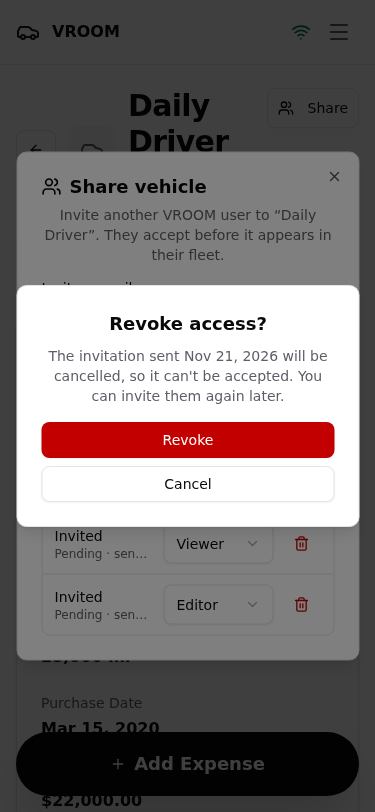 VROOM
Daily
Driver
Share
Share vehicle
Invite another VROOM user to “Daily
Driver”. They accept before it appears in
their fleet.
Revoke access?
The invitation sent Nov 21, 2026 will be
cancelled, so it can't be accepted. You
can invite them again later.
Revoke
Cancel
Invited
Pending · sen...
Viewer
Invited
Pending · sen...
Editor
Purchase Date
Mar 15, 2020
+ Add Expense
$22,000.00